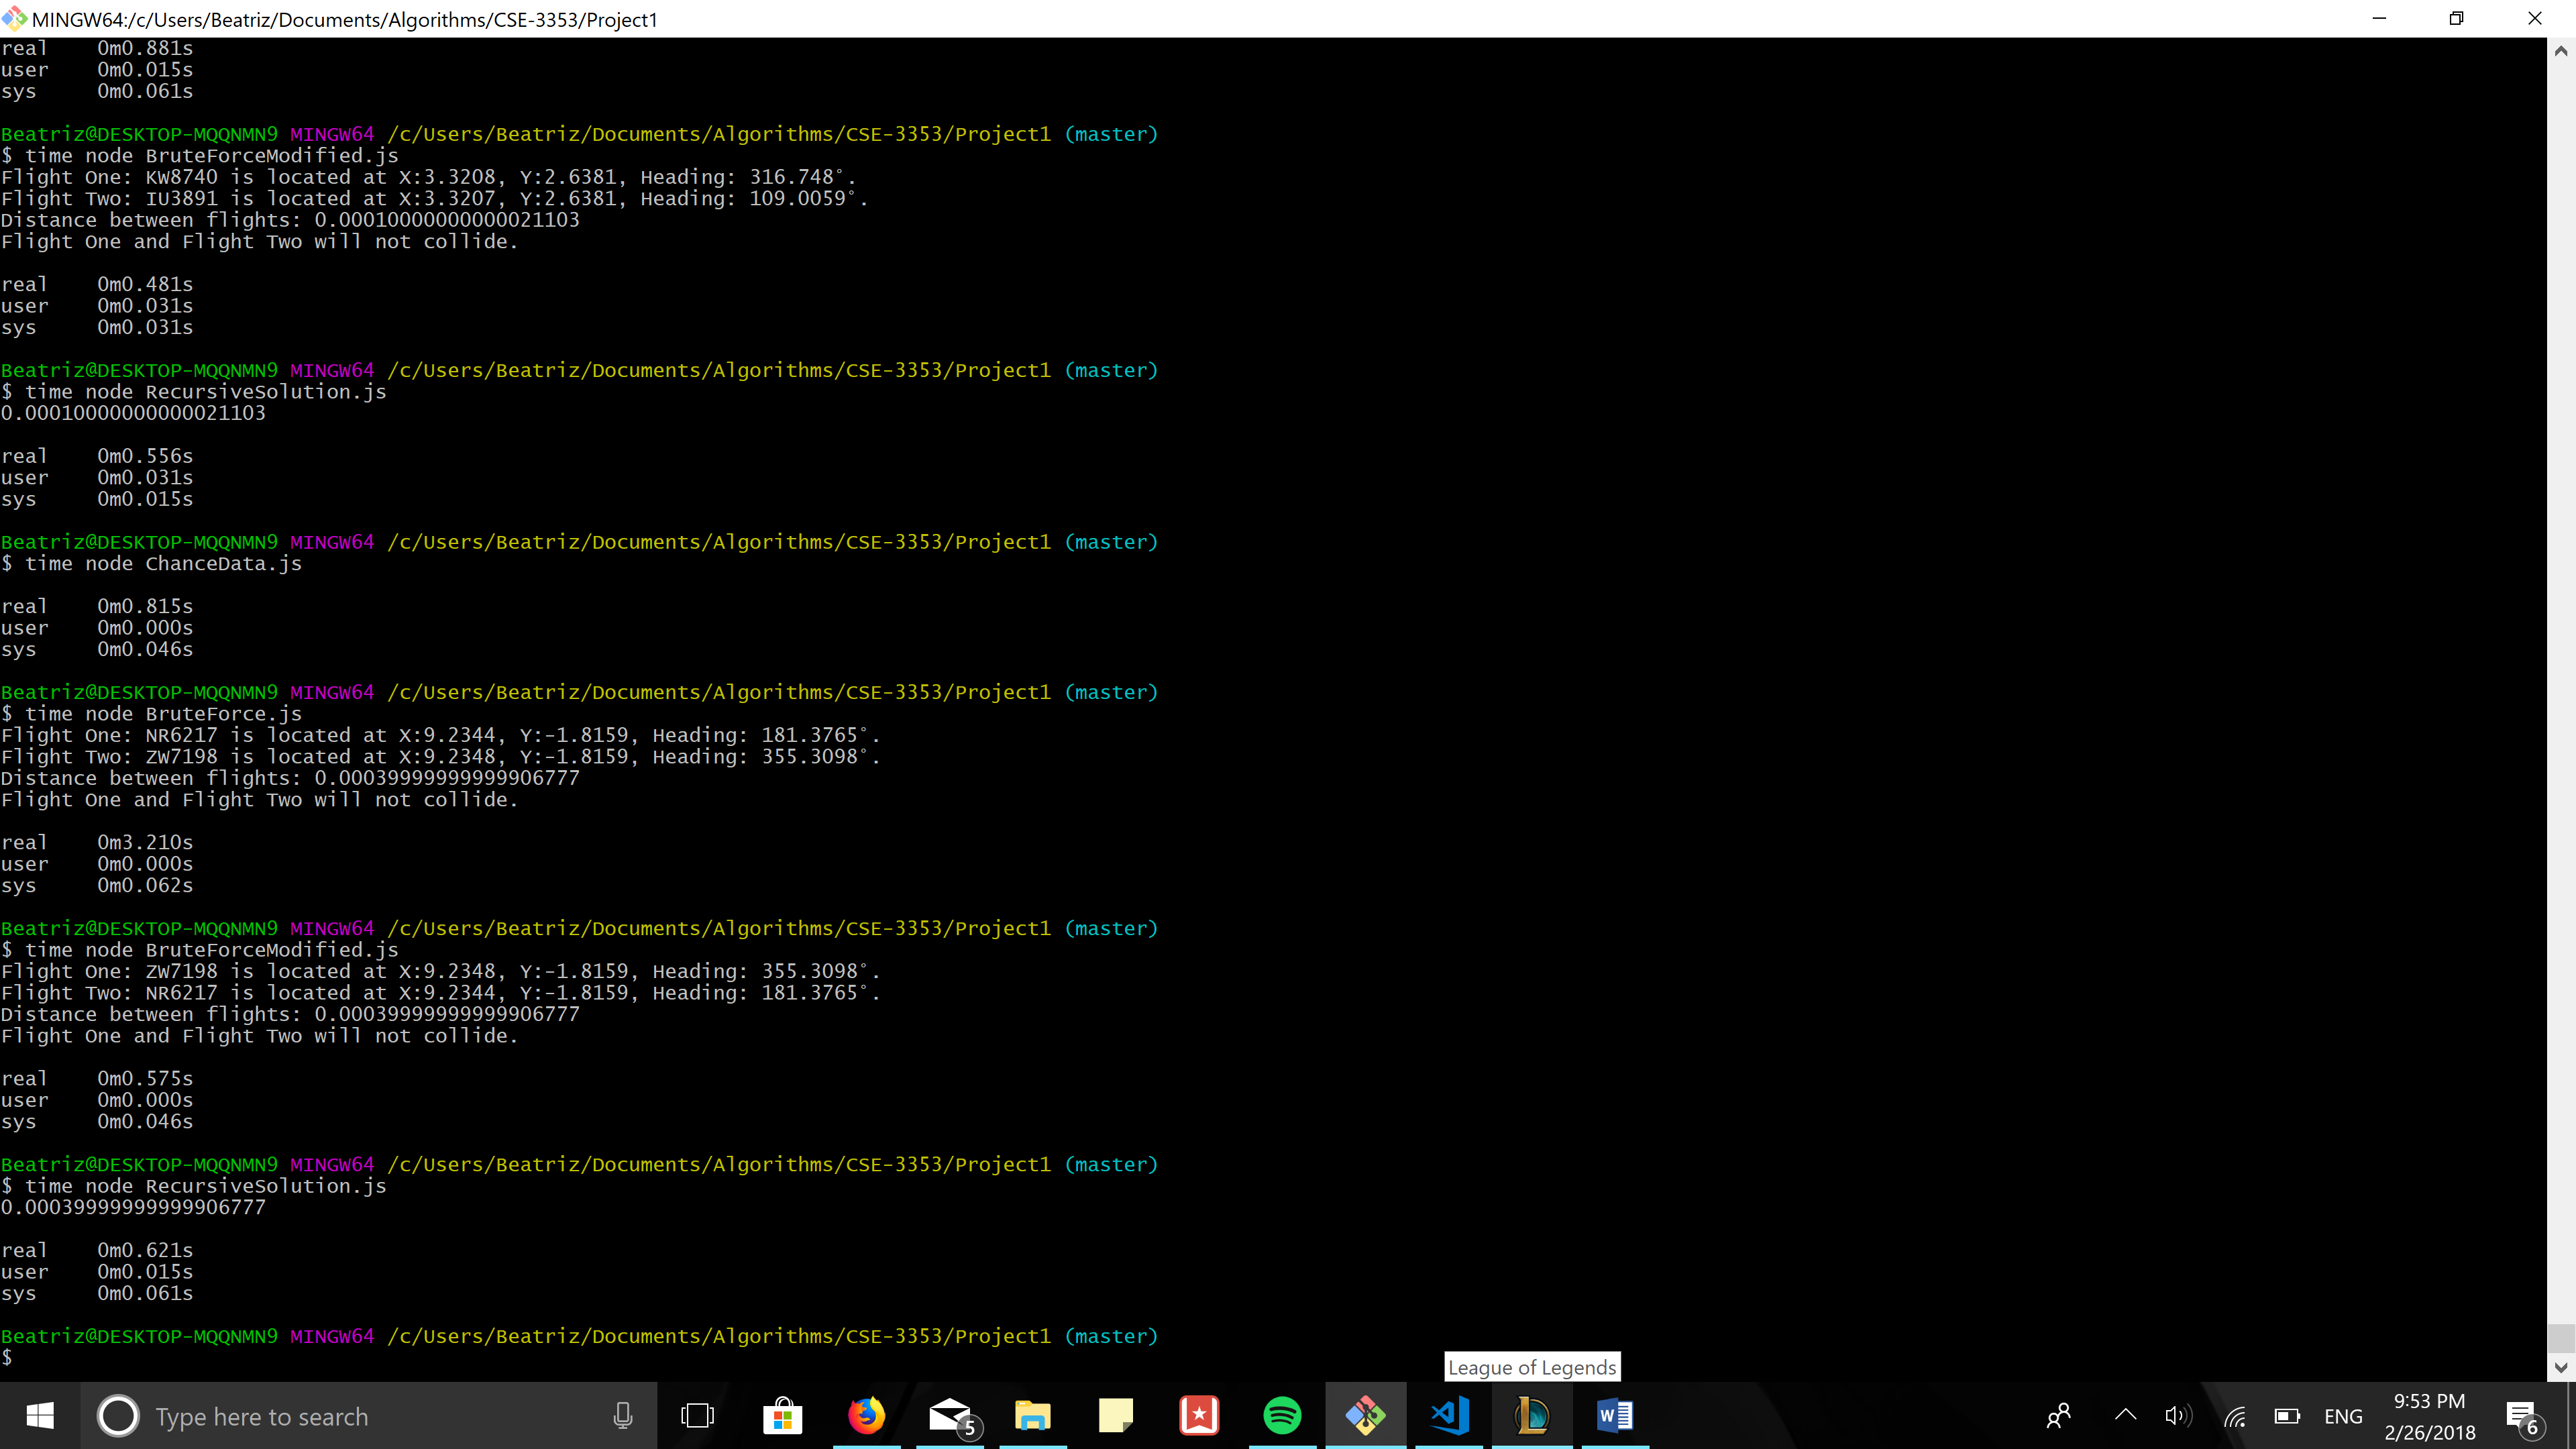 MINGW64:/c/Users/Beatriz/Documents/Algorithms/CSE-3353/Project1
real    0m0.881s
user    0m0.015s
sys     0m0.061s
Beatriz@DESKTOP-MQQNMN9 MINGW64 /c/Users/Beatriz/Documents/Algorithms/CSE-3353/Project1 (master)
$ time node BruteForceModified.js
Flight One: KW8740 is located at X:3.3208, Y:2.6381, Heading: 316.748°.
Flight Two: IU3891 is located at X:3.3207, Y:2.6381, Heading: 109.0059°.
Distance between flights: 0.00010000000000021103
Flight One and Flight Two will not collide.
real    0m0.481s
user    0m0.031s
sys     0m0.031s
Beatriz@DESKTOP-MQQNMN9 MINGW64 /c/Users/Beatriz/Documents/Algorithms/CSE-3353/Project1 (master)
$ time node RecursiveSolution.js
0.00010000000000021103
real    0m0.556s
user    0m0.031s
sys     0m0.015s
Beatriz@DESKTOP-MQQNMN9 MINGW64 /c/Users/Beatriz/Documents/Algorithms/CSE-3353/Project1 (master)
$ time node ChanceData.js
real    0m0.815s
user    0m0.000s
sys     0m0.046s
Beatriz@DESKTOP-MQQNMN9 MINGW64 /c/Users/Beatriz/Documents/Algorithms/CSE-3353/Project1 (master)
$ time node BruteForce.js
Flight One: NR6217 is located at X:9.2344, Y:-1.8159, Heading: 181.3765°.
Flight Two: ZW7198 is located at X:9.2348, Y:-1.8159, Heading: 355.3098°.
Distance between flights: 0.00039999999999906777
Flight One and Flight Two will not collide.
real    0m3.210s
user    0m0.000s
sys     0m0.062s
Beatriz@DESKTOP-MQQNMN9 MINGW64 /c/Users/Beatriz/Documents/Algorithms/CSE-3353/Project1 (master)
$ time node BruteForceModified.js
Flight One: ZW7198 is located at X:9.2348, Y:-1.8159, Heading: 355.3098°.
Flight Two: NR6217 is located at X:9.2344, Y:-1.8159, Heading: 181.3765°.
Distance between flights: 0.00039999999999906777
Flight One and Flight Two will not collide.
real    0m0.575s
user    0m0.000s
sys     0m0.046s
Beatriz@DESKTOP-MQQNMN9 MINGW64 /c/Users/Beatriz/Documents/Algorithms/CSE-3353/Project1 (master)
$ time node RecursiveSolution.js
0.00039999999999906777
real    0m0.621s
user    0m0.015s
sys     0m0.061s
Beatriz@DESKTOP-MQQNMN9 MINGW64 /c/Users/Beatriz/Documents/Algorithms/CSE-3353/Project1 (master)
$
League of Legends
Type here to search
5
W
ENG
9:53 PM
2/26/2018
6